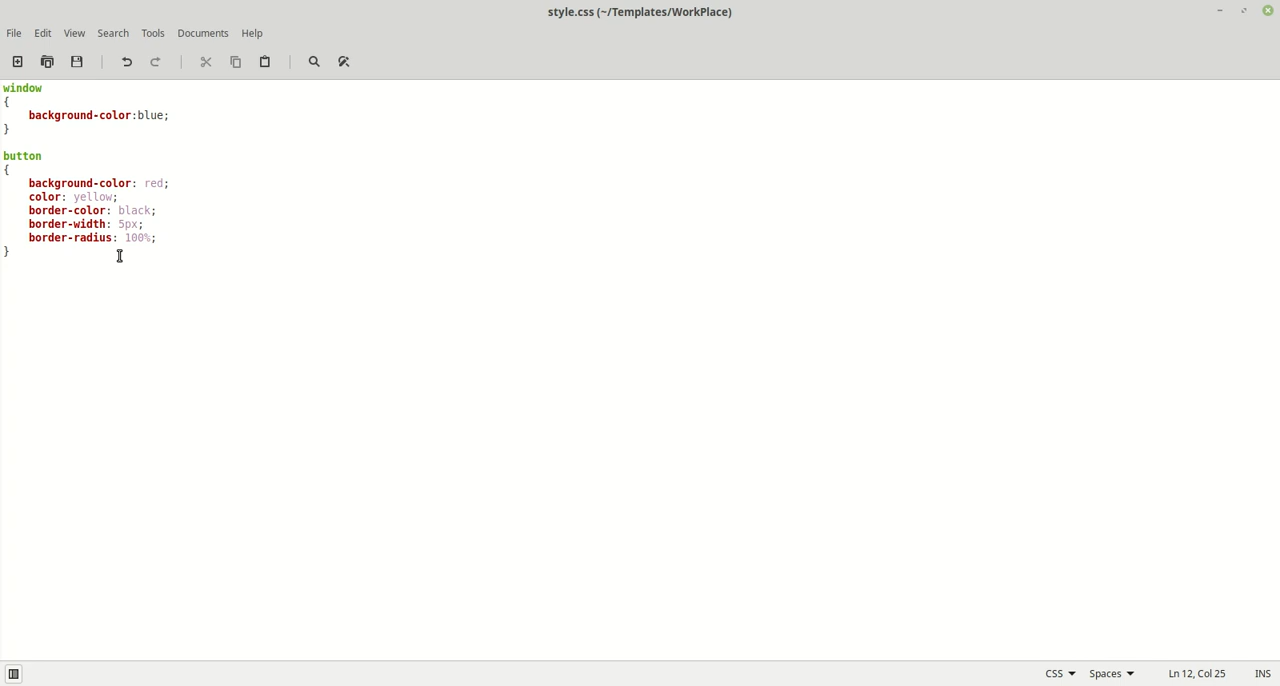 style.css (~/Templates/WorkPlace)
File Edit View Search Tools Documents Help
window
{
    background-color:blue;
}

button
{
    background-color: red;
    color: yellow;
    border-color: black;
    border-width: 5px;
    border-radius: 100%;
}
CSS Spaces Ln 12, Col 25 INS